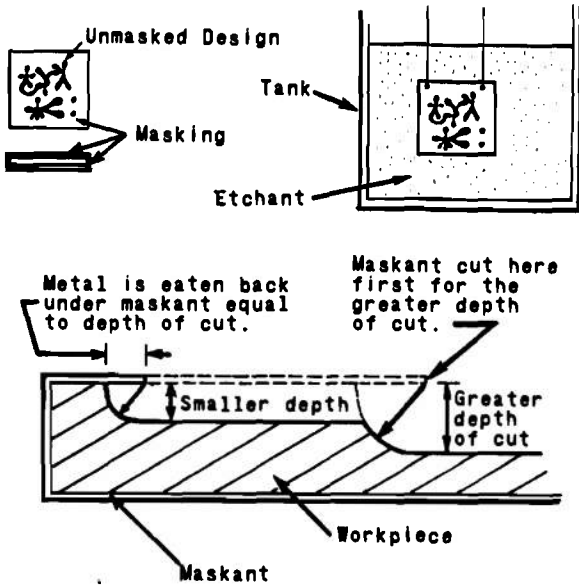 Unmasked Design
Masking
Tank
Etchant
Metal is eaten back
under maskant equal
to depth of cut.
Maskant cut here
first for the
greater depth
of cut.
Smaller depth
Greater
depth
of cut
Workpiece
Maskant